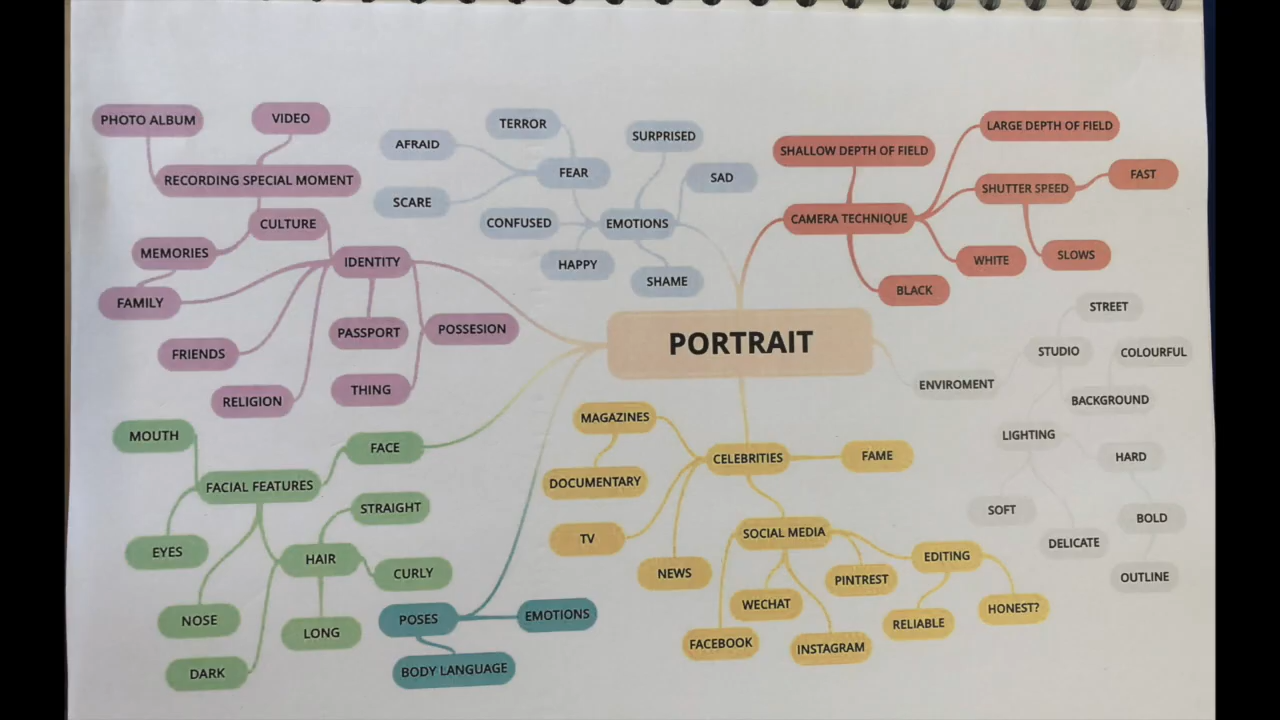 PORTRAIT
IDENTITY
CULTURE
RECORDING SPECIAL MOMENT
PHOTO ALBUM
VIDEO
MEMORIES
FAMILY
FRIENDS
RELIGION
PASSPORT
POSSESION
THING
EMOTIONS
FEAR
TERROR
AFRAID
SCARE
SURPRISED
SAD
CONFUSED
HAPPY
SHAME
CAMERA TECHNIQUE
SHALLOW DEPTH OF FIELD
LARGE DEPTH OF FIELD
SHUTTER SPEED
FAST
SLOWS
WHITE
BLACK
ENVIROMENT
STUDIO
STREET
COLOURFUL
BACKGROUND
LIGHTING
HARD
BOLD
OUTLINE
SOFT
DELICATE
CELEBRITIES
MAGAZINES
DOCUMENTARY
FAME
TV
NEWS
SOCIAL MEDIA
FACEBOOK
WECHAT
INSTAGRAM
PINTREST
EDITING
RELIABLE
HONEST?
POSES
EMOTIONS
BODY LANGUAGE
FACE
FACIAL FEATURES
MOUTH
EYES
NOSE
DARK
HAIR
STRAIGHT
CURLY
LONG